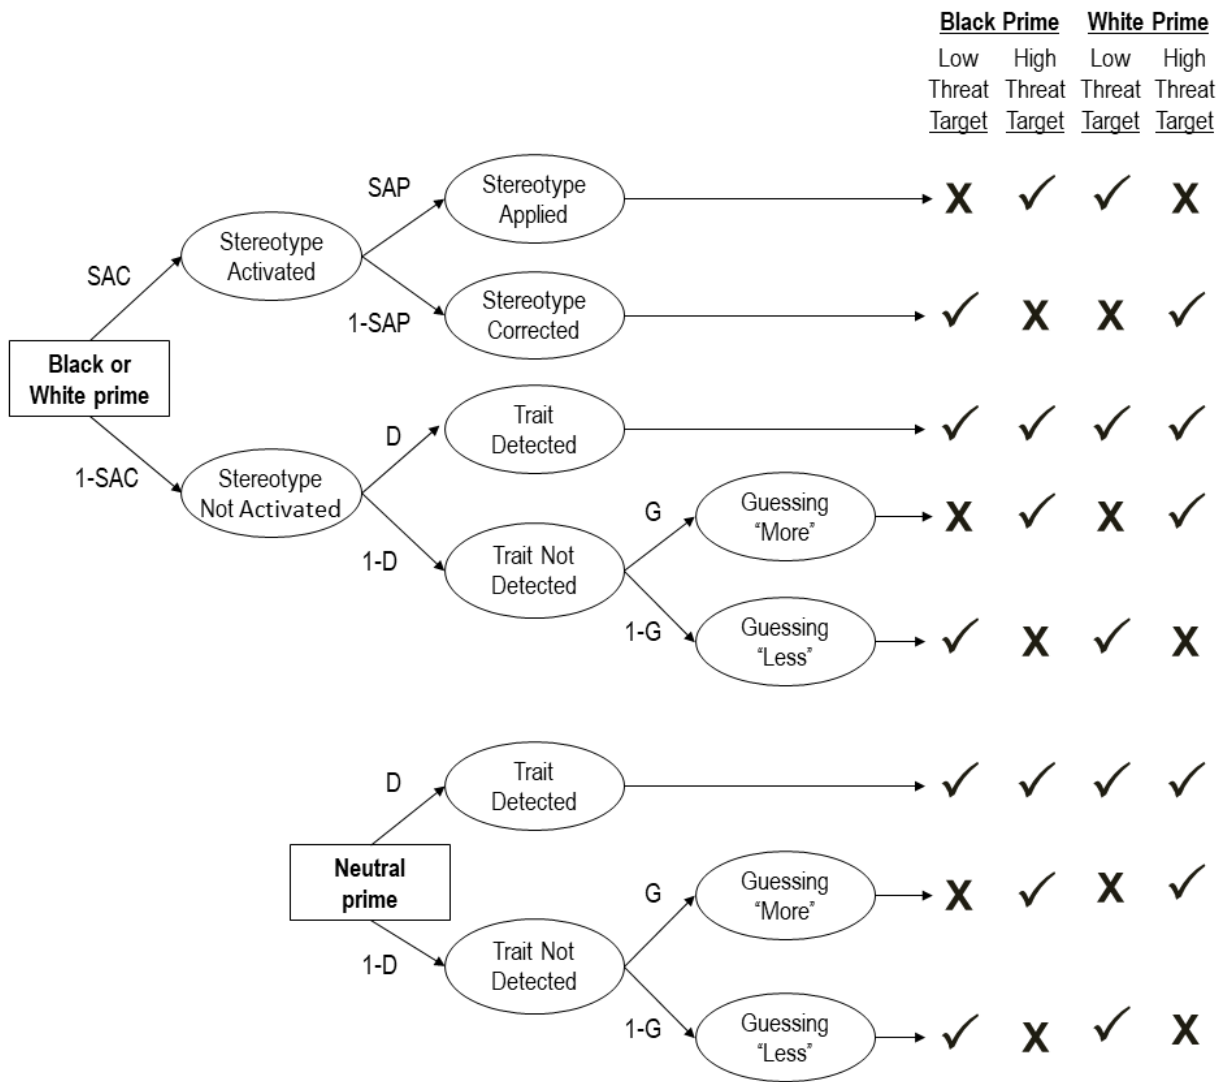 Black Prime White Prime
Low High Low High
Threat Threat Threat Threat
Target Target Target Target
SAP
Stereotype
Applied
SAC
Stereotype
Activated
1-SAP
Stereotype
Corrected
Black or
White prime
D
Trait
Detected
1-SAC
Stereotype
Not Activated
G
Guessing
“More”
1-D
Trait Not
Detected
1-G
Guessing
“Less”
D
Trait
Detected
Neutral
prime
G
Guessing
“More”
1-D
Trait Not
Detected
1-G
Guessing
“Less”